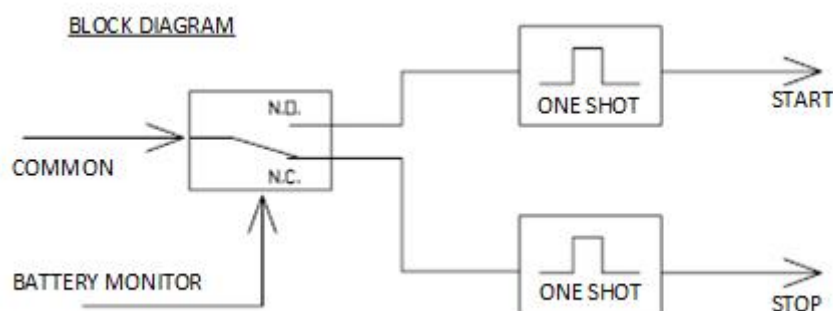 BLOCK DIAGRAM
ONE SHOT
START
N.O.
COMMON
N.C.
BATTERY MONITOR
ONE SHOT
STOP